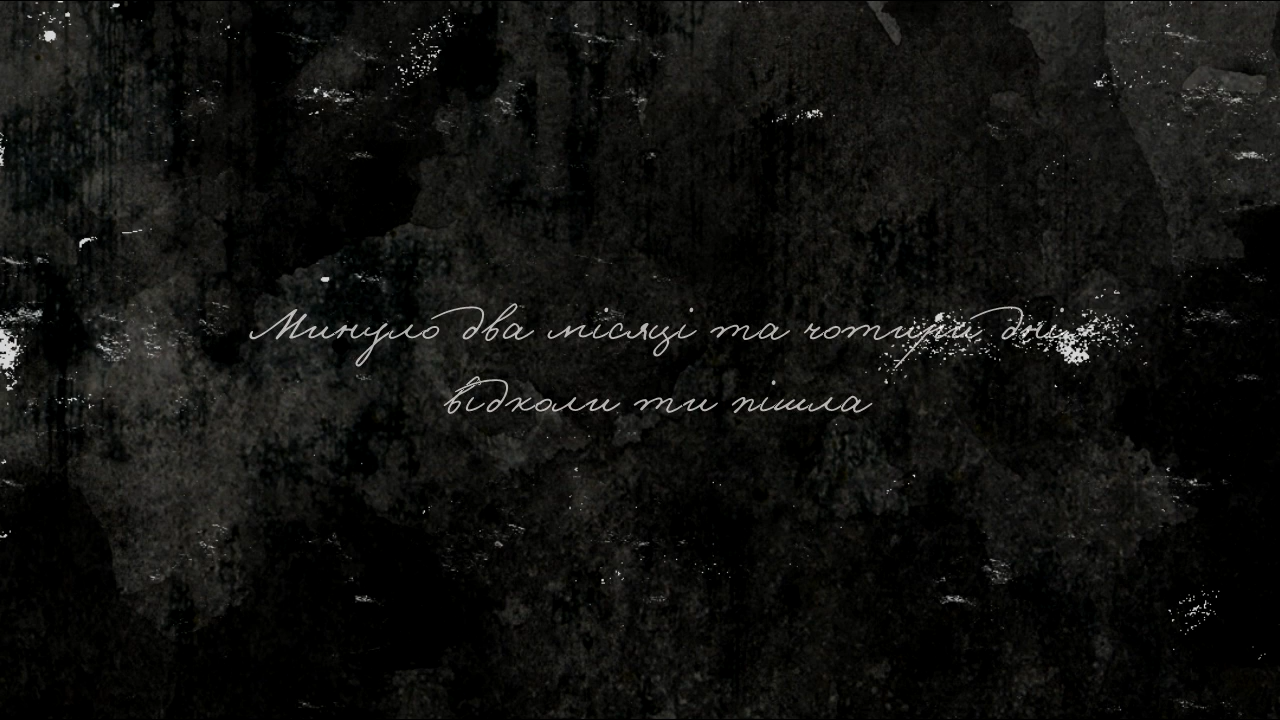 Минуло два місяці та чотири дні
відколи ти пішла